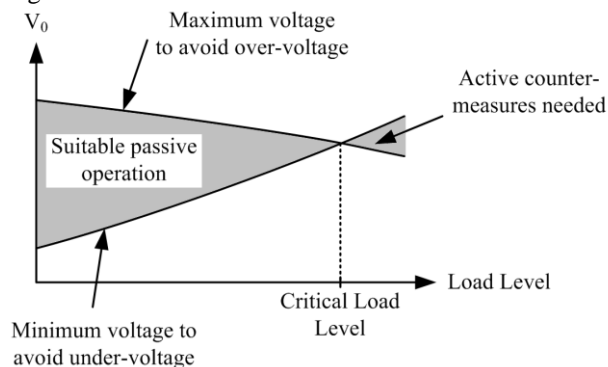 V0
Maximum voltage
to avoid over-voltage
Active counter-
measures needed
Suitable passive
operation
Load Level
Critical Load
Level
Minimum voltage to
avoid under-voltage